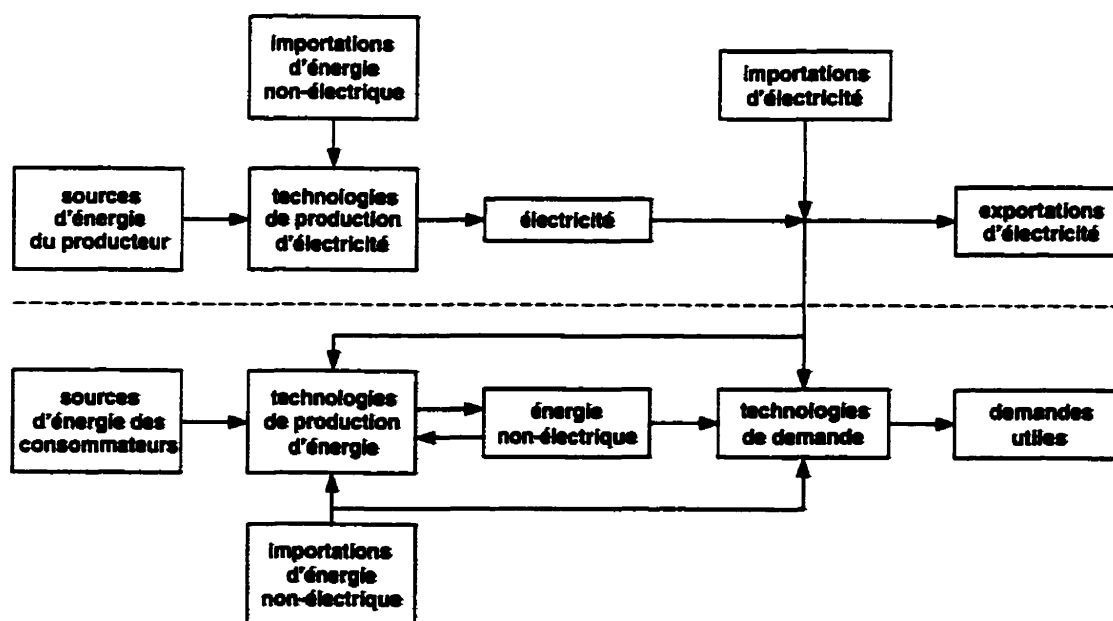 importations
d'énergie
non-électrique
importations
d'électricité
sources
d'énergie
du producteur
technologies
de production
d'électricité
électricité
exportations
d'électricité
sources
d'énergie des
consommateurs
technologies
de production
d'énergie
énergie
non-électrique
technologies
de demande
demandes
utiles
importations
d'énergie
non-électrique